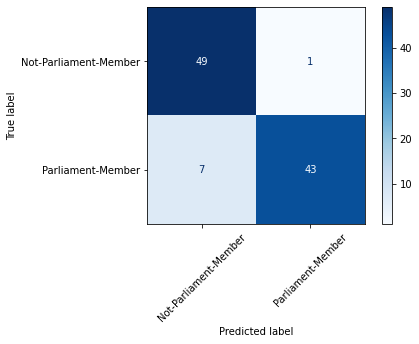 Not-Parliament-Member
Parliament-Member
True label
49
1
7
43
Not-Parliament-Member
Parliament-Member
Predicted label
40
30
20
10